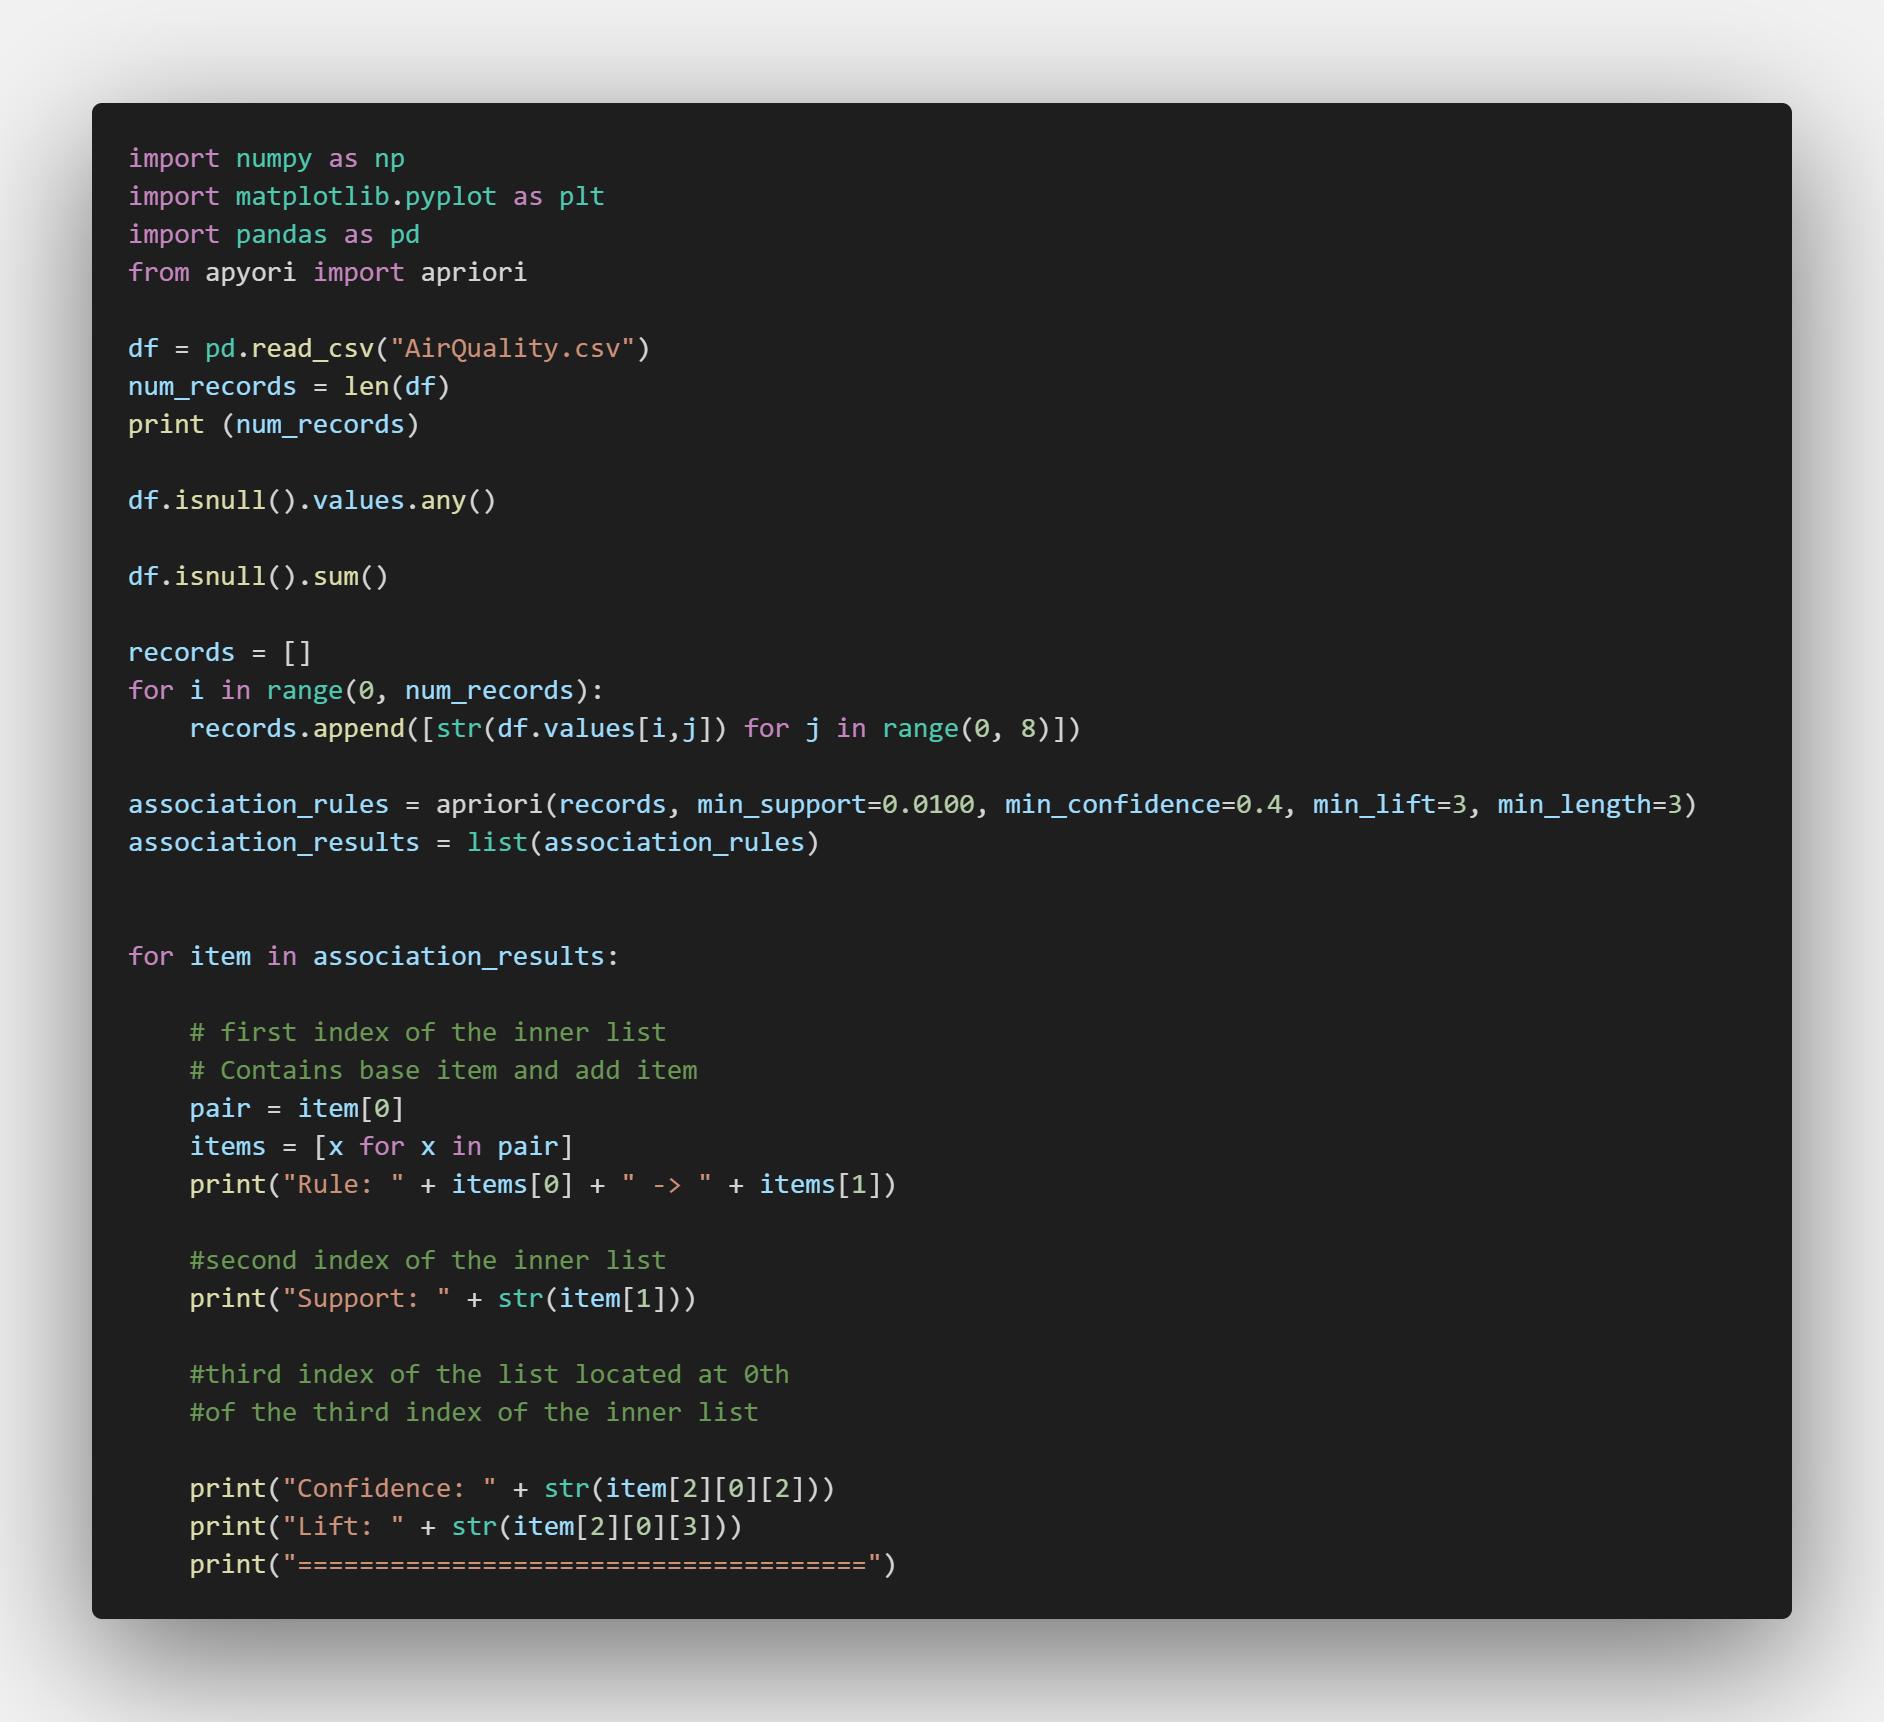 import numpy as np
import matplotlib.pyplot as plt
import pandas as pd
from apyori import apriori

df = pd.read_csv("AirQuality.csv")
num_records = len(df)
print (num_records)

df.isnull().values.any()

df.isnull().sum()

records = []
for i in range(0, num_records):
    records.append([str(df.values[i,j]) for j in range(0, 8)])

association_rules = apriori(records, min_support=0.0100, min_confidence=0.4, min_lift=3, min_length=3)
association_results = list(association_rules)


for item in association_results:

    # first index of the inner list
    # Contains base item and add item
    pair = item[0]
    items = [x for x in pair]
    print("Rule: " + items[0] + " -> " + items[1])

    #second index of the inner list
    print("Support: " + str(item[1]))

    #third index of the list located at 0th
    #of the third index of the inner list

    print("Confidence: " + str(item[2][0][2]))
    print("Lift: " + str(item[2][0][3]))
    print("=====================================")